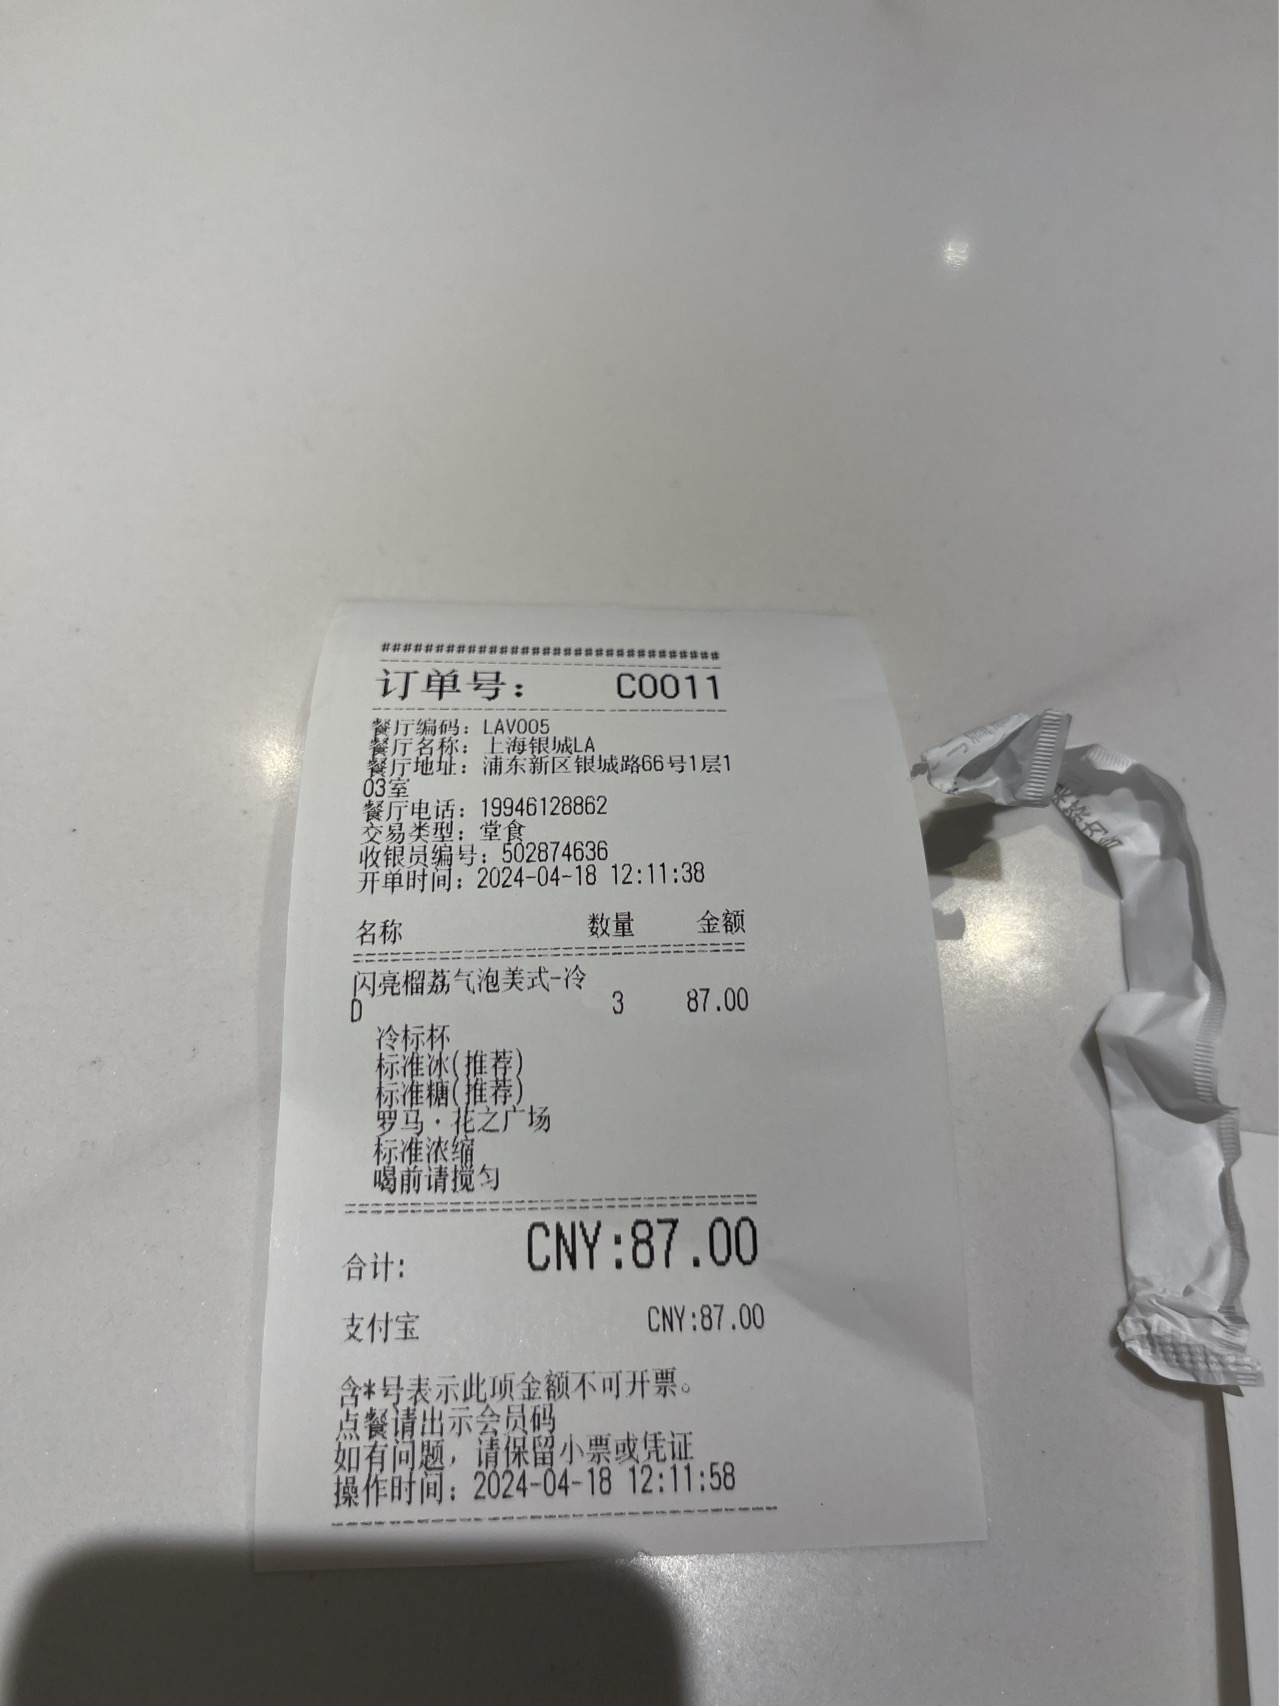 ################################
订单号： C0011
餐厅编码：LAV005
餐厅名称：上海银城LA
餐厅地址：浦东新区银城路66号1层1
03室
餐厅电话：19946128862
交易类型：堂食
收银员编号：502874636
开单时间：2024-04-18 12:11:38
名称 数量 金额
闪亮榴荔气泡美式-冷
D 3 87.00
冷标杯
标准冰(推荐)
标准糖(推荐)
罗马·花之广场
标准浓缩
喝前请搅匀
合计: CNY:87.00
支付宝 CNY:87.00
含*号表示此项金额不可开票。
点餐请出示会员码
如有问题，请保留小票或凭证
操作时间：2024-04-18 12:11:58